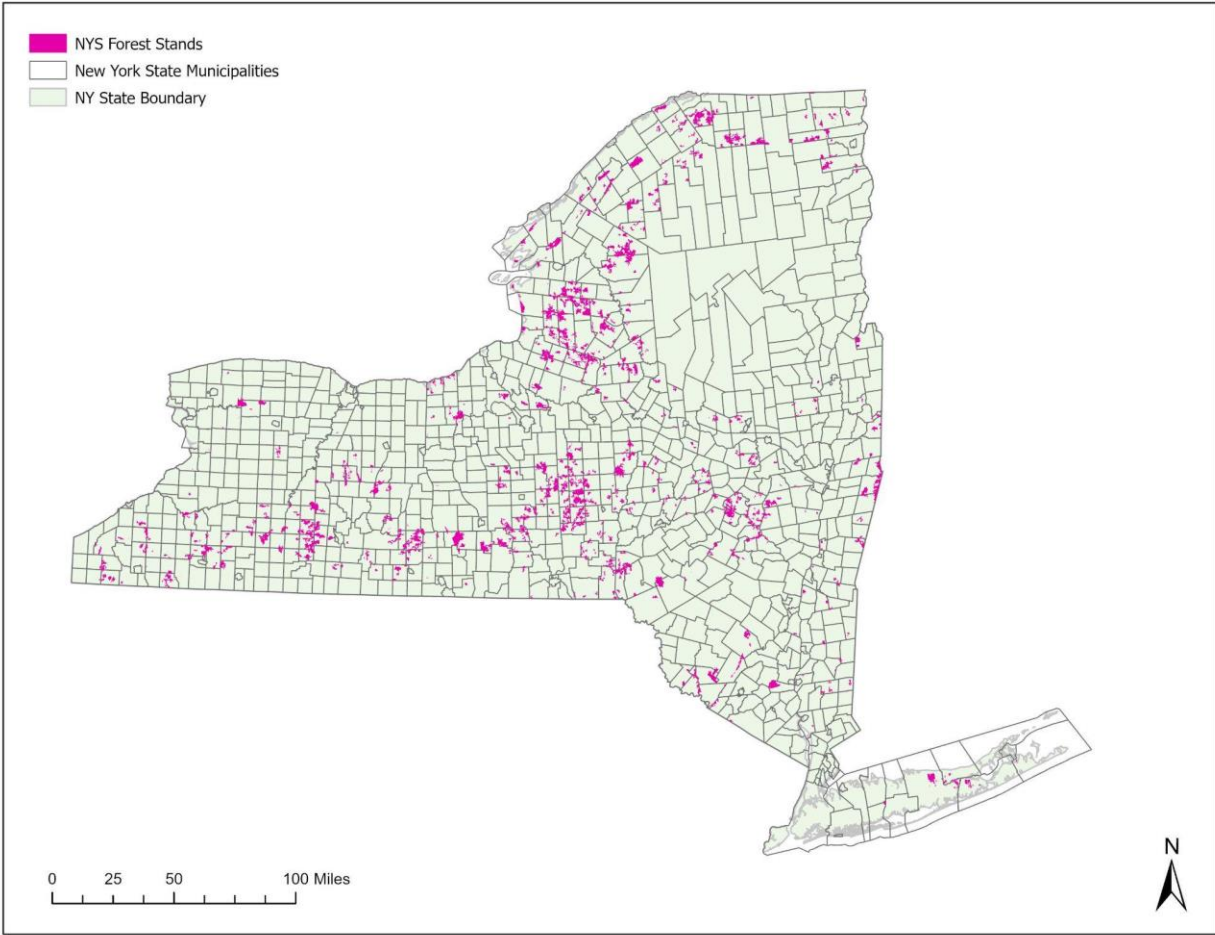 NYS Forest Stands
New York State Municipalities
NY State Boundary
N
0 25 50 100 Miles